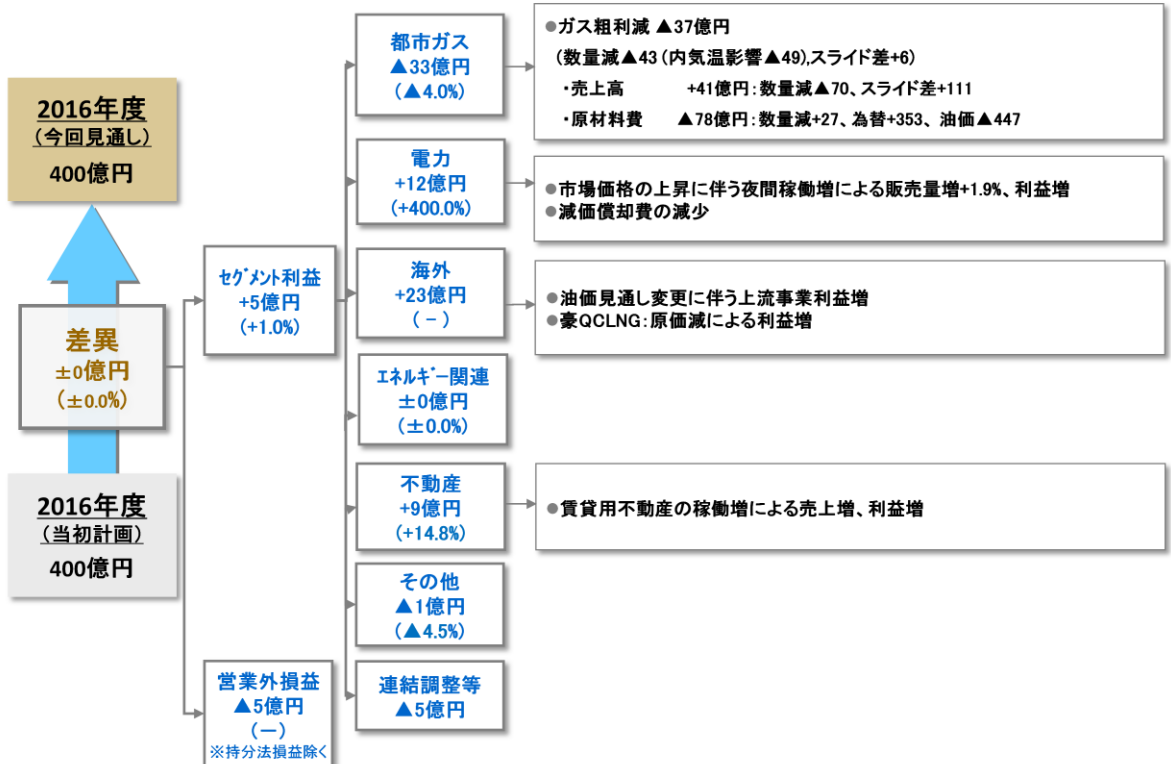 2016年度
(今回見通し)
400億円
差異
±0億円
(±0.0%)
2016年度
(当初計画)
400億円
セグメント利益
+5億円
(+1.0%)
営業外損益
▲5億円
(―)
※持分法損益除く
都市ガス
▲33億円
(▲4.0%)
●ガス粗利減 ▲37億円
(数量減▲43 (内気温影響▲49),スライド差+6)
・売上高 +41億円:数量減▲70、スライド差+111
・原材料費 ▲78億円:数量減+27、為替+353、油価▲447
電力
+12億円
(+400.0%)
●市場価格の上昇に伴う夜間稼働増による販売量増+1.9%、利益増
●減価償却費の減少
海外
+23億円
(-)
●油価見通し変更に伴う上流事業利益増
●豪QCLNG:原価減による利益増
エネルギー関連
±0億円
(±0.0%)
不動産
+9億円
(+14.8%)
●賃貸用不動産の稼働増による売上増、利益増
その他
▲1億円
(▲4.5%)
連結調整等
▲5億円